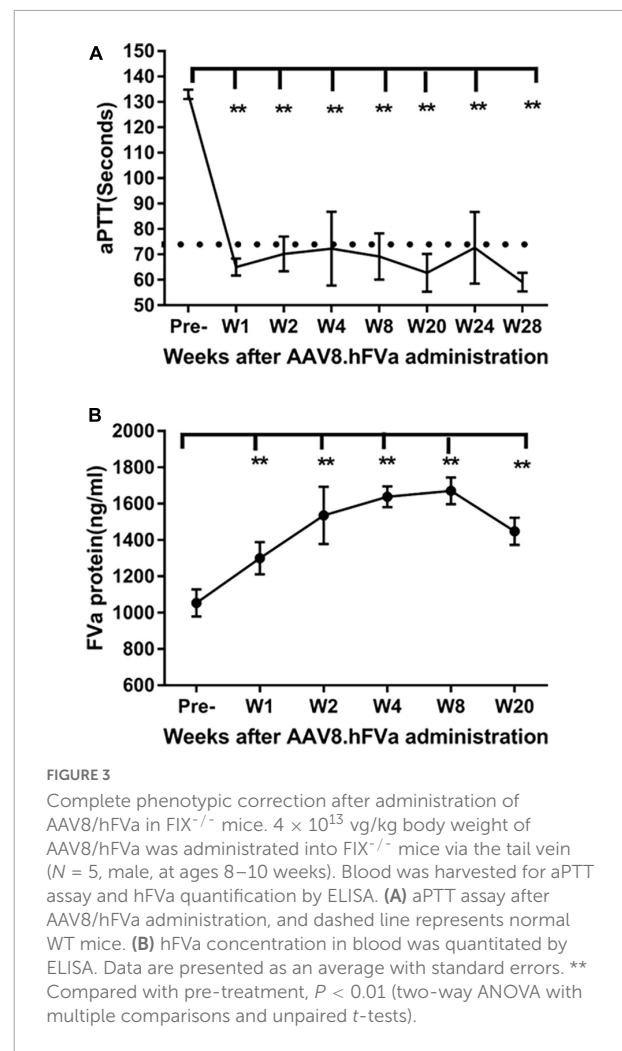 A
150
140
130
120
110
100
90
80
70
60
50
aPTT(Seconds)
** ** ** ** ** ** **
Pre- W1 W2 W4 W8 W20 W24 W28
Weeks after AAV8.hFVa administration
B
2000
1800
1600
1400
1200
1000
800
600
FVa protein(ng/ml)
** ** ** ** **
Pre- W1 W2 W4 W8 W20
Weeks after AAV8.hFVa administration
FIGURE 3
Complete phenotypic correction after administration of
AAV8/hFVa in FIX⁻/⁻ mice. 4 × 10¹³ vg/kg body weight of
AAV8/hFVa was administrated into FIX⁻/⁻ mice via the tail vein
(N = 5, male, at ages 8–10 weeks). Blood was harvested for aPTT
assay and hFVa quantification by ELISA. (A) aPTT assay after
AAV8/hFVa administration, and dashed line represents normal
WT mice. (B) hFVa concentration in blood was quantitated by
ELISA. Data are presented as an average with standard errors. **
Compared with pre-treatment, P < 0.01 (two-way ANOVA with
multiple comparisons and unpaired t-tests).